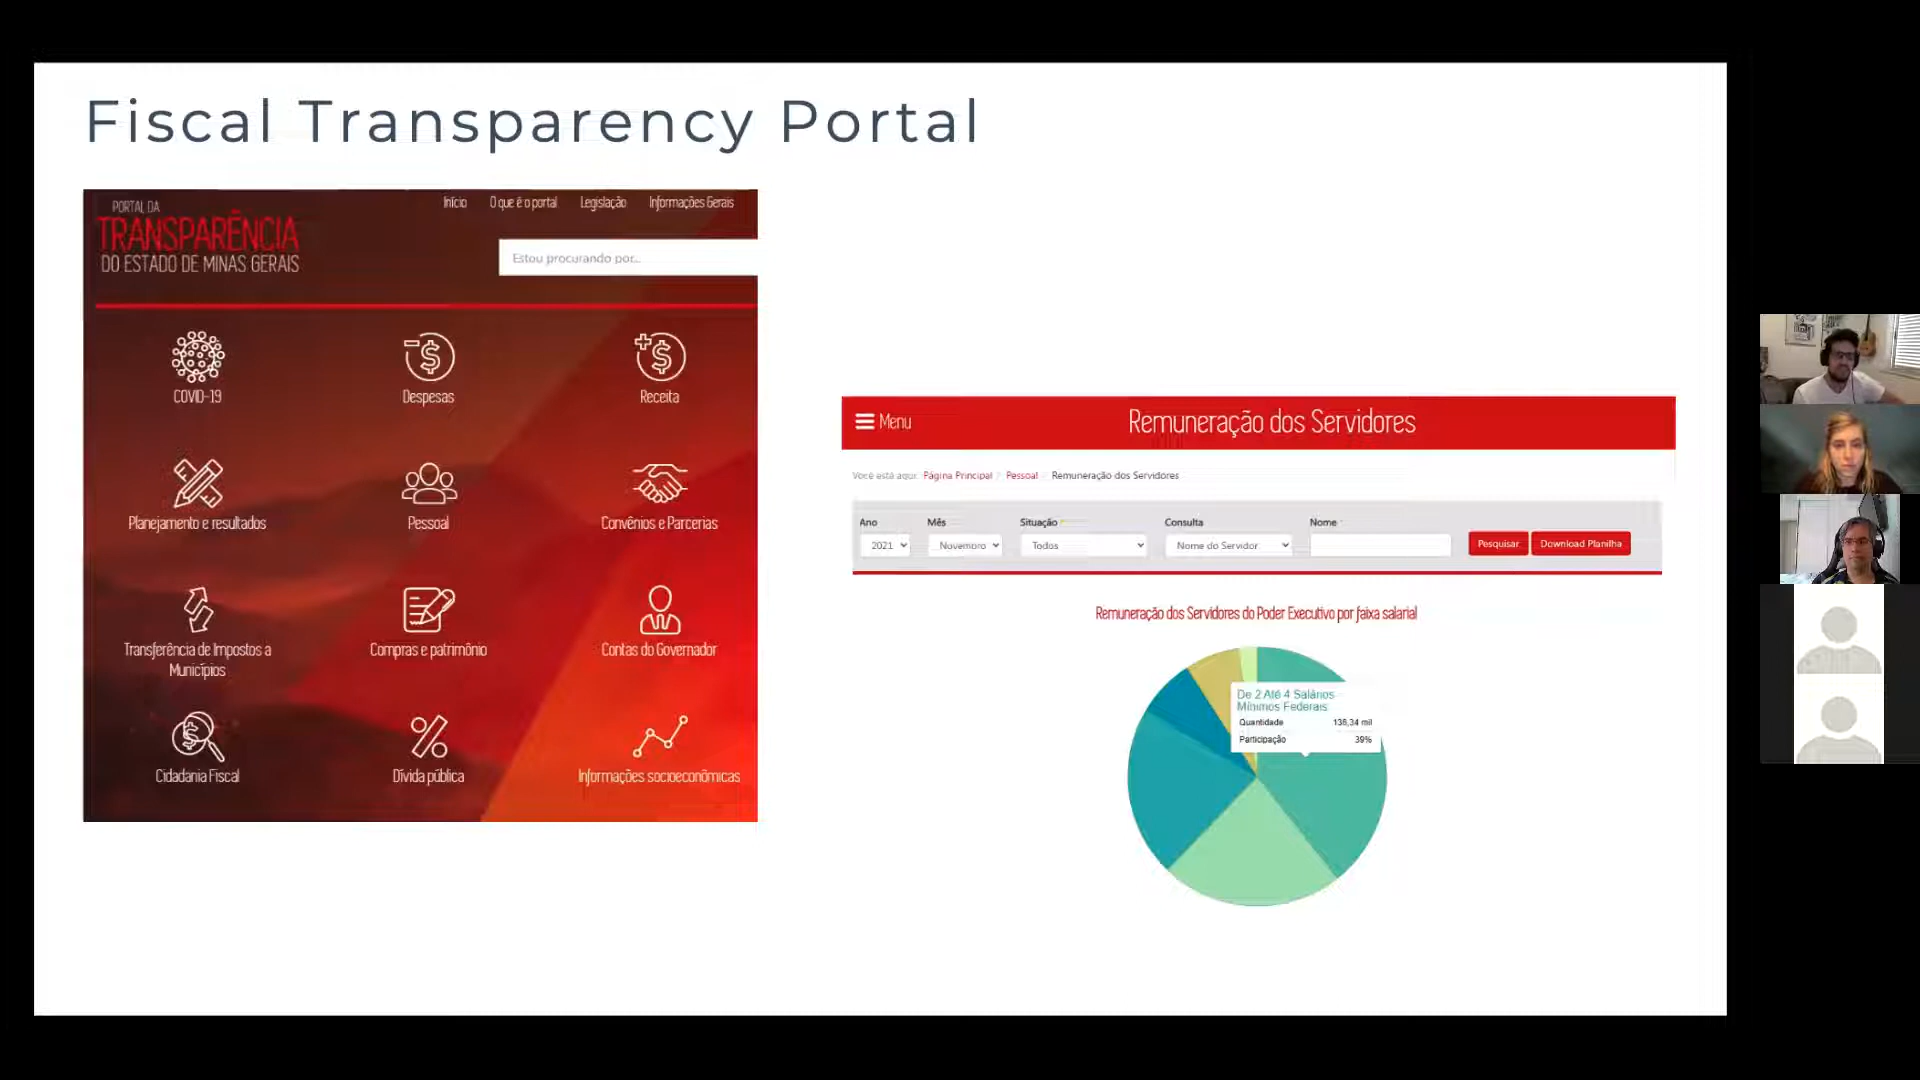 Fiscal Transparency Portal
PORTAL DA
TRANSPARÊNCIA
DO ESTADO DE MINAS GERAIS
Início O que é o portal Legislação Informações Gerais
Estou procurando por...
COVID-19 Despesas Receita
Planejamento e resultados Pessoal Convênios e Parcerias
Transferência de Impostos a
Municípios
Compras e patrimônio Contas do Governador
Cidadania Fiscal Dívida pública Informações socioeconômicas
Menu Remuneração dos Servidores
Você está aqui: Página Principal / Pessoal / Remuneração dos Servidores
Ano Mês Situação Consulta Nome
2021 Novembro Todos Nome do Servidor Pesquisar Download Planilha
Remuneração dos Servidores do Poder Executivo por faixa salarial
De 2 Até 4 Salários
Mínimos Federais
Quantidade 136,34 mil
Participação 39%